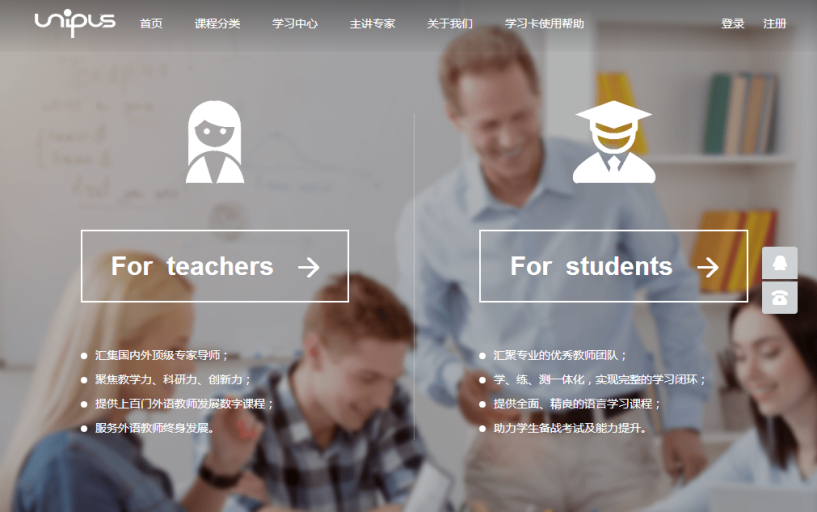 unipus 首页 课程分类 学习中心 主讲专家 关于我们 学习卡使用帮助 登录 注册
For teachers
汇集国内外顶级专家导师；
聚焦教学力、科研力、创新力；
提供上百门外语教师发展数字课程；
服务外语教师终身发展。
For students
汇聚专业的优秀教师团队；
学、练、测一体化，实现完整的学习闭环；
提供全面、精良的语言学习课程；
助力学生备战考试及能力提升。